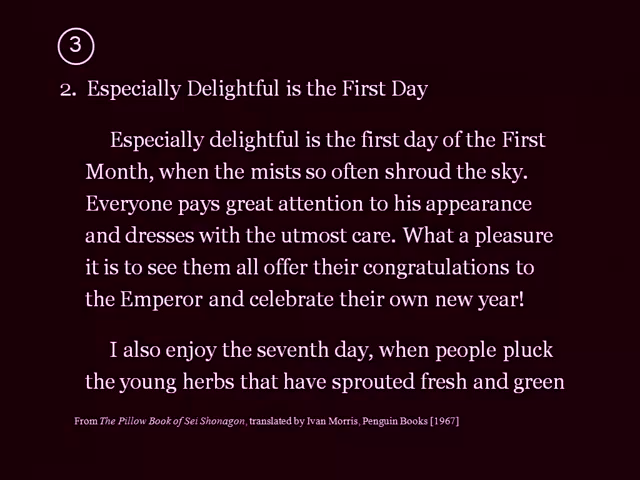 3
2. Especially Delightful is the First Day
Especially delightful is the first day of the First
Month, when the mists so often shroud the sky.
Everyone pays great attention to his appearance
and dresses with the utmost care. What a pleasure
it is to see them all offer their congratulations to
the Emperor and celebrate their own new year!
I also enjoy the seventh day, when people pluck
the young herbs that have sprouted fresh and green
From The Pillow Book of Sei Shonagon, translated by Ivan Morris, Penguin Books [1967]